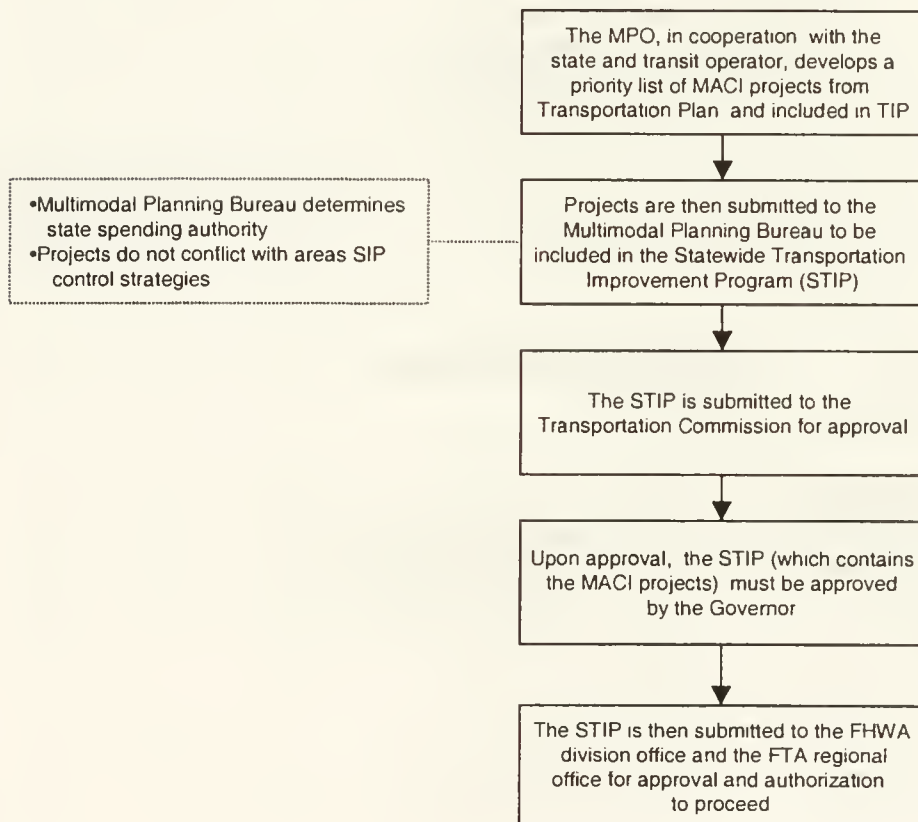 The MPO, in cooperation with the
state and transit operator, develops a
priority list of MACI projects from
Transportation Plan and included in TIP
•Multimodal Planning Bureau determines
state spending authority
•Projects do not conflict with areas SIP
control strategies
Projects are then submitted to the
Multimodal Planning Bureau to be
included in the Statewide Transportation
Improvement Program (STIP)
The STIP is submitted to the
Transportation Commission for approval
Upon approval, the STIP (which contains
the MACI projects) must be approved
by the Governor
The STIP is then submitted to the FHWA
division office and the FTA regional
office for approval and authorization
to proceed